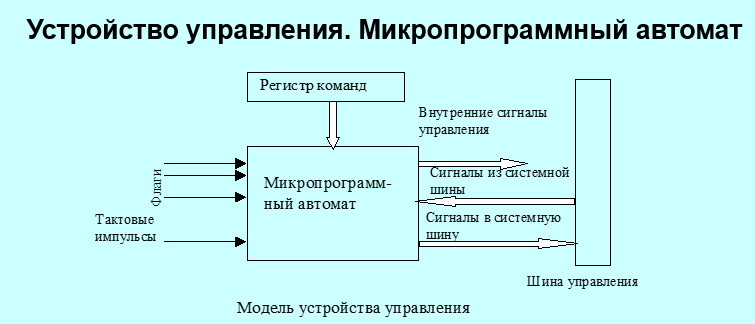 Устройство управления. Микропрограммный автомат
Регистр команд
Внутренние сигналы
управления
Флаги
Микропрограмм-
ный автомат
Сигналы из системной
шины
Тактовые
импульсы
Сигналы в системную
шину
Шина управления
Модель устройства управления